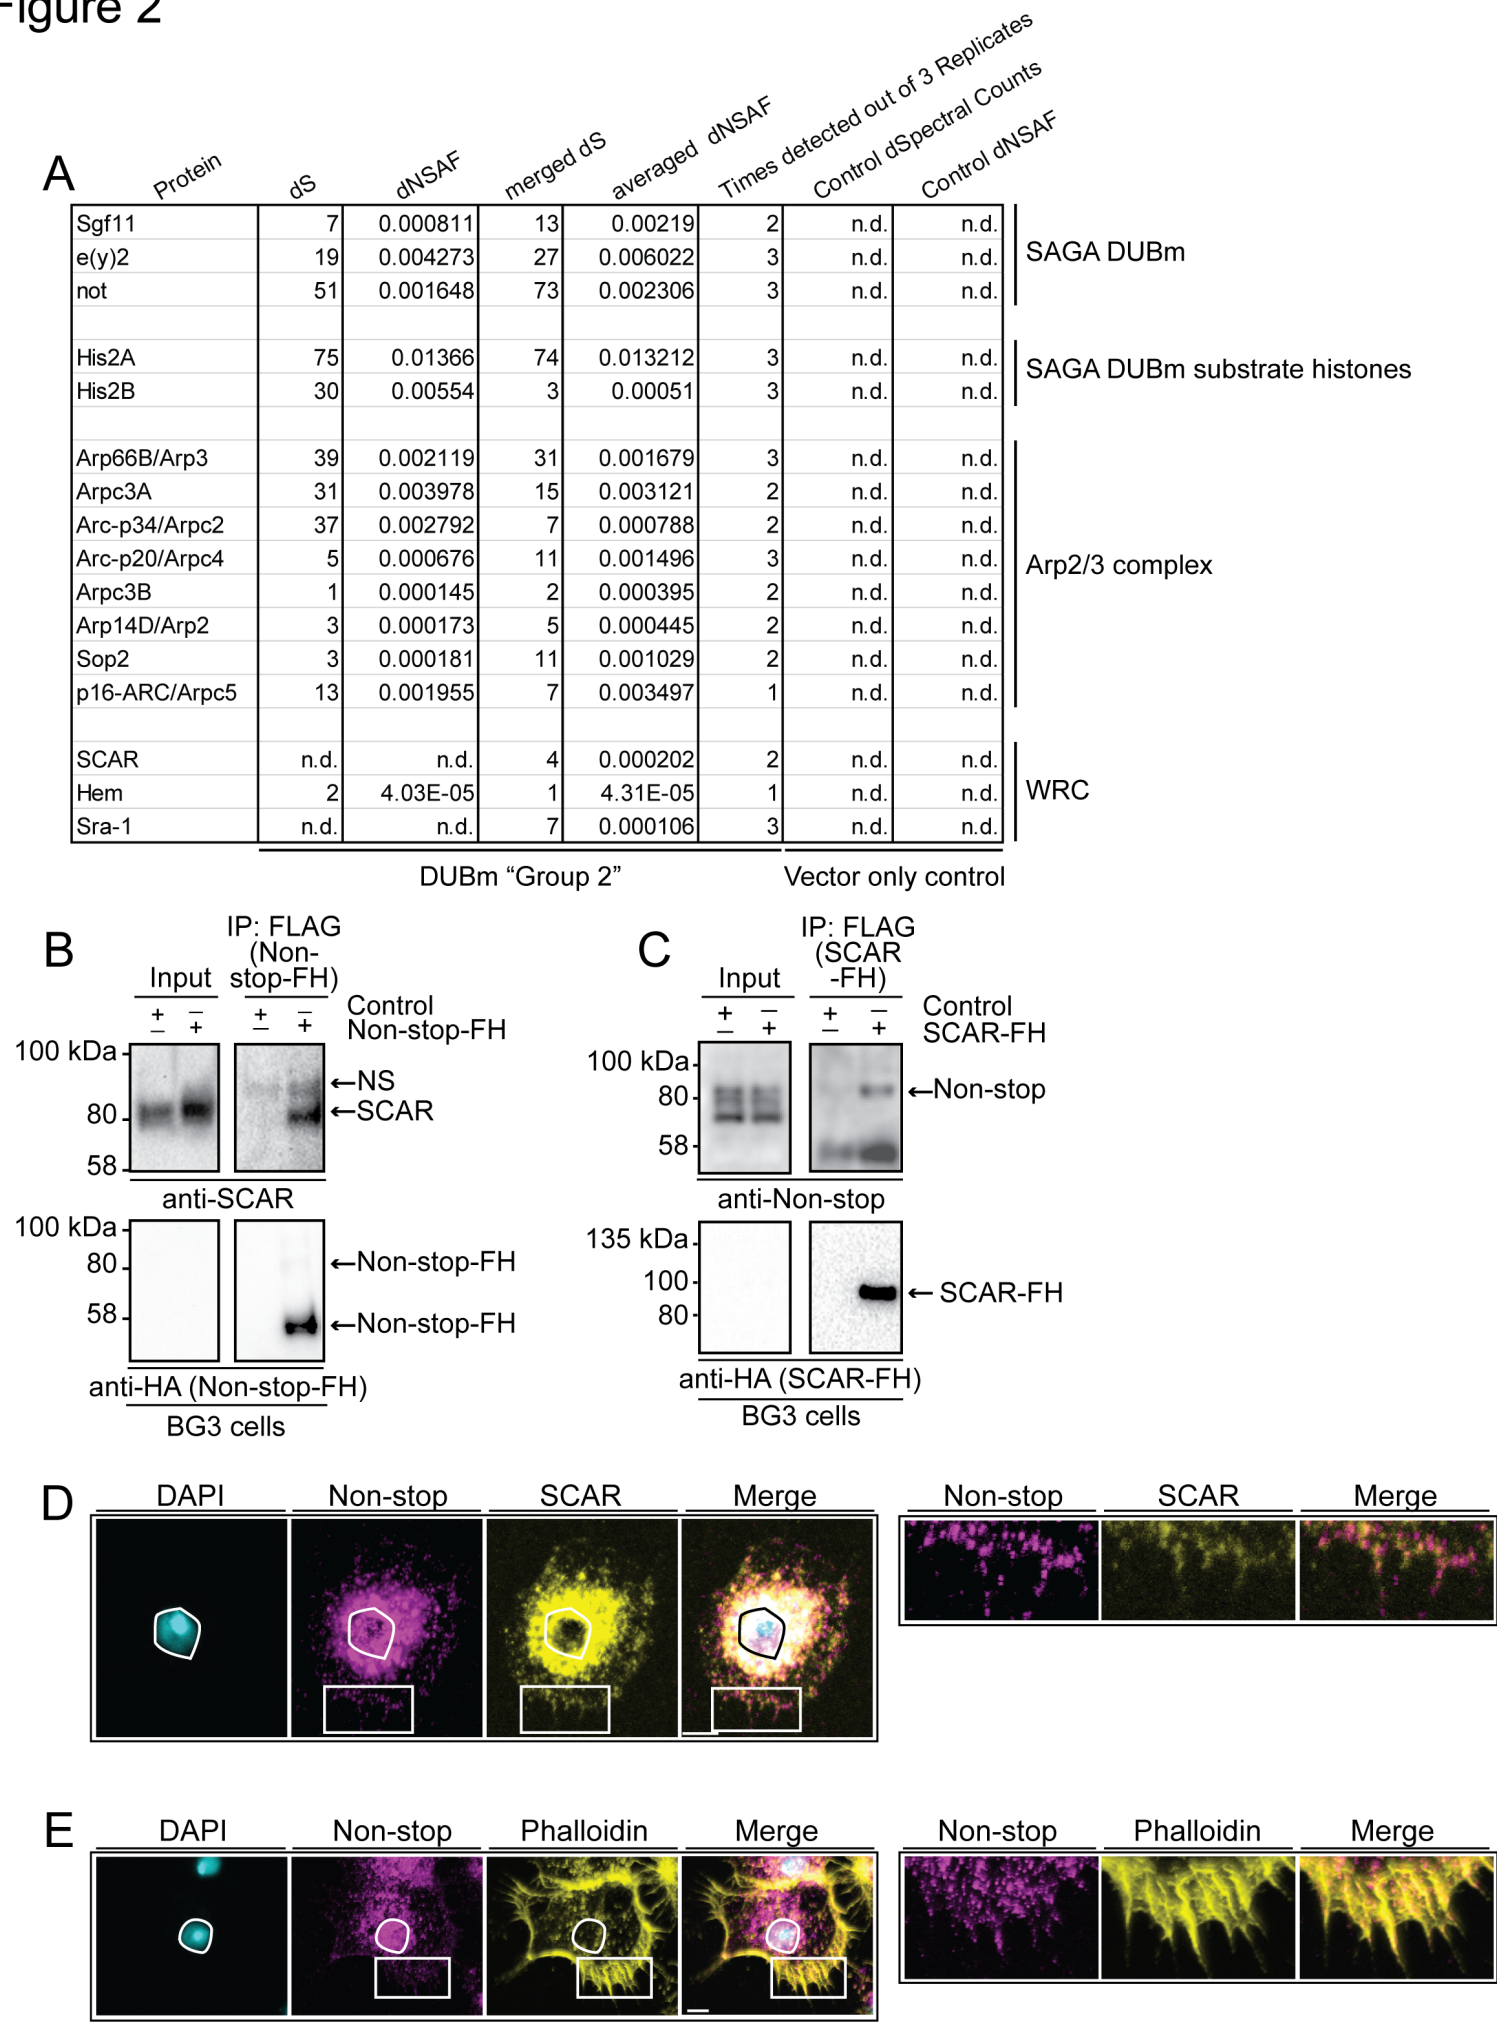 Figure 2
A
Protein dS dNSAF merged dS averaged dNSAF Times detected out of 3 Replicates Control dSpectral Counts Control dNSAF
Sgf11 7 0.000811 13 0.00219 2 n.d. n.d.
e(y)2 19 0.004273 27 0.006022 3 n.d. n.d.
not 51 0.001648 73 0.002306 3 n.d. n.d.
SAGA DUBm
His2A 75 0.01366 74 0.013212 3 n.d. n.d.
His2B 30 0.00554 3 0.00051 3 n.d. n.d.
SAGA DUBm substrate histones
Arp66B/Arp3 39 0.002119 31 0.001679 3 n.d. n.d.
Arpc3A 31 0.003978 15 0.003121 2 n.d. n.d.
Arc-p34/Arpc2 37 0.002792 7 0.000788 2 n.d. n.d.
Arc-p20/Arpc4 5 0.000676 11 0.001496 3 n.d. n.d.
Arpc3B 1 0.000145 2 0.000395 2 n.d. n.d.
Arp14D/Arp2 3 0.000173 5 0.000445 2 n.d. n.d.
Sop2 3 0.000181 11 0.001029 2 n.d. n.d.
p16-ARC/Arpc5 13 0.001955 7 0.003497 1 n.d. n.d.
Arp2/3 complex
SCAR n.d. n.d. 4 0.000202 2 n.d. n.d.
Hem 2 4.03E-05 1 4.31E-05 1 n.d. n.d.
Sra-1 n.d. n.d. 7 0.000106 3 n.d. n.d.
WRC
DUBm “Group 2” Vector only control
B
IP: FLAG
(Non-
Input stop-FH)
+ – + – Control
– + – + Non-stop-FH
100 kDa
80
58
←NS
←SCAR
anti-SCAR
100 kDa
80
58
←Non-stop-FH
←Non-stop-FH
anti-HA (Non-stop-FH)
BG3 cells
C
IP: FLAG
(SCAR
Input -FH)
+ – + – Control
– + – + SCAR-FH
100 kDa
80
58
←Non-stop
anti-Non-stop
135 kDa
100
80
← SCAR-FH
anti-HA (SCAR-FH)
BG3 cells
D
DAPI Non-stop SCAR Merge Non-stop SCAR Merge
E
DAPI Non-stop Phalloidin Merge Non-stop Phalloidin Merge